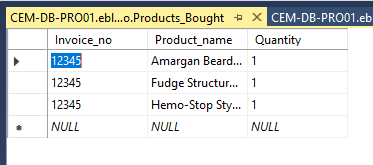 CEM-DB-PRO01.ebl...o.Products_Bought CEM-DB-PRO01.e
Invoice_no Product_name Quantity
12345 Amargan Beard... 1
12345 Fudge Structur... 1
12345 Hemo-Stop Sty... 1
NULL NULL NULL